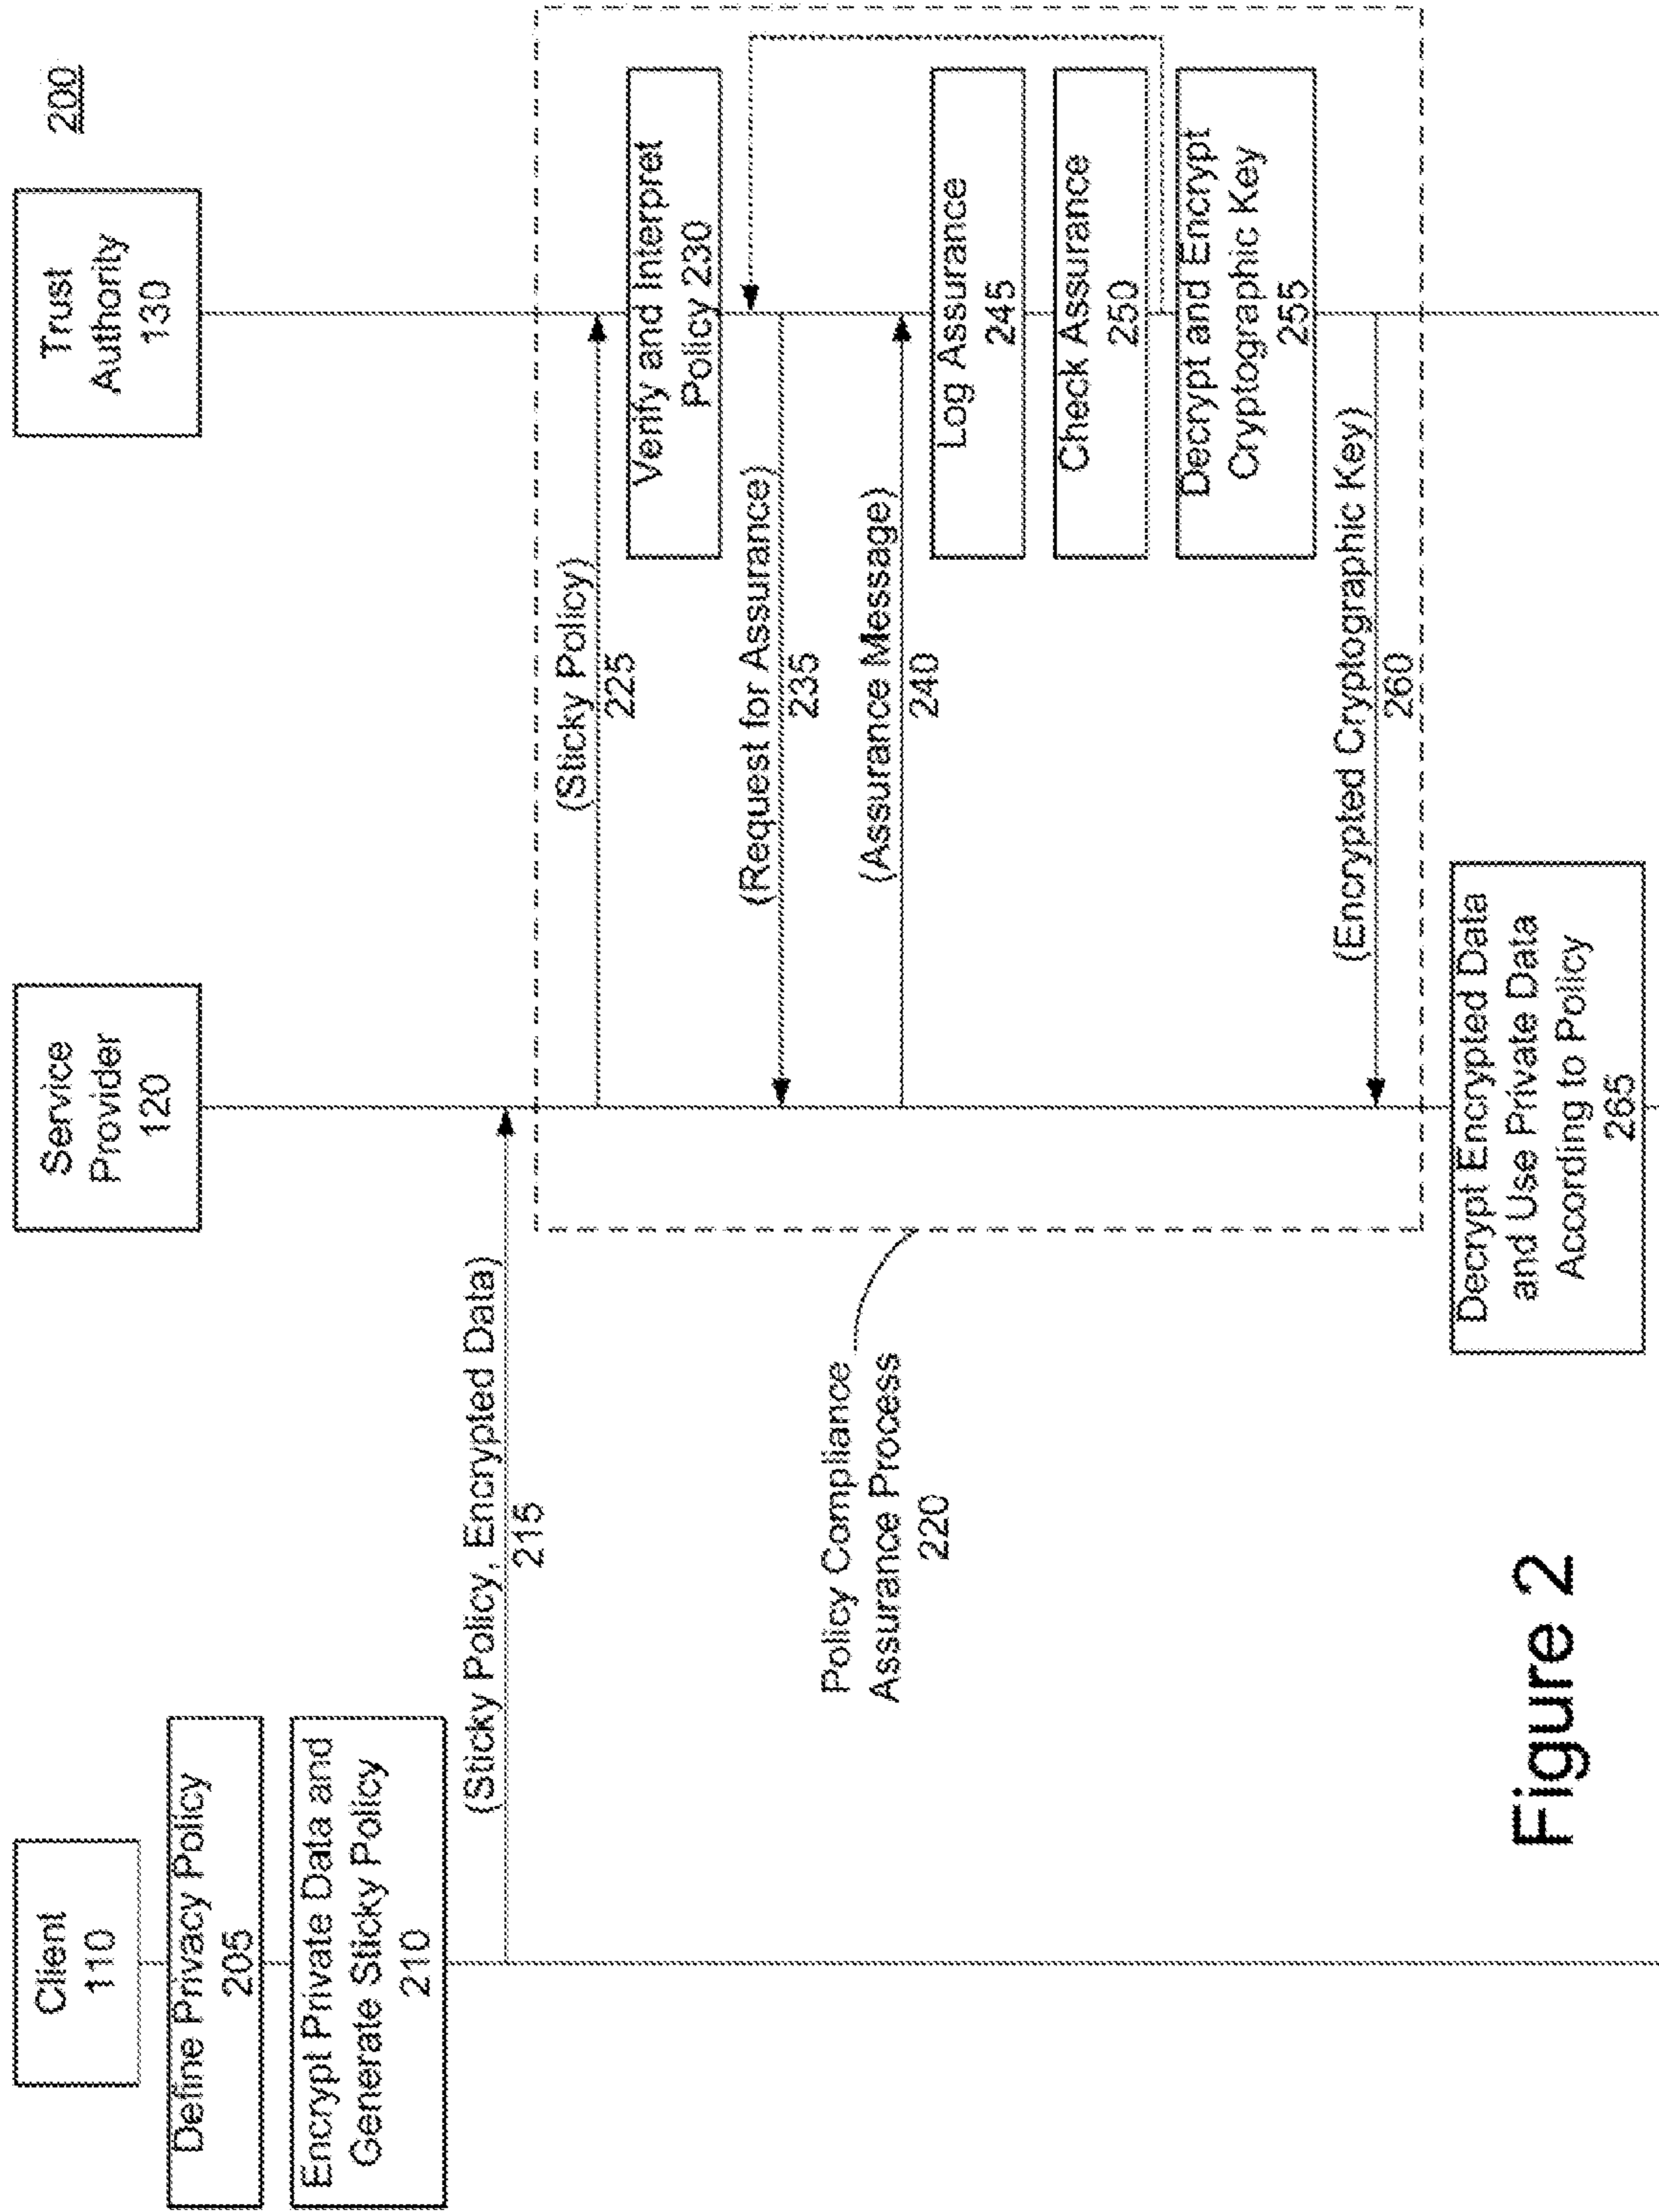 200
Client
110
Service
Provider
120
Trust
Authority
130
Define Privacy Policy
205
Encrypt Private Data and
Generate Sticky Policy
210
(Sticky Policy, Encrypted Data)
215
(Sticky Policy)
225
Verify and Interpret
Policy 230
(Request for Assurance)
235
(Assurance Message)
240
Policy Compliance
Assurance Process
220
Log Assurance
245
Check Assurance
250
Decrypt and Encrypt
Cryptographic Key
255
(Encrypted Cryptographic Key)
260
Decrypt Encrypted Data
and Use Private Data
According to Policy
265
Figure 2